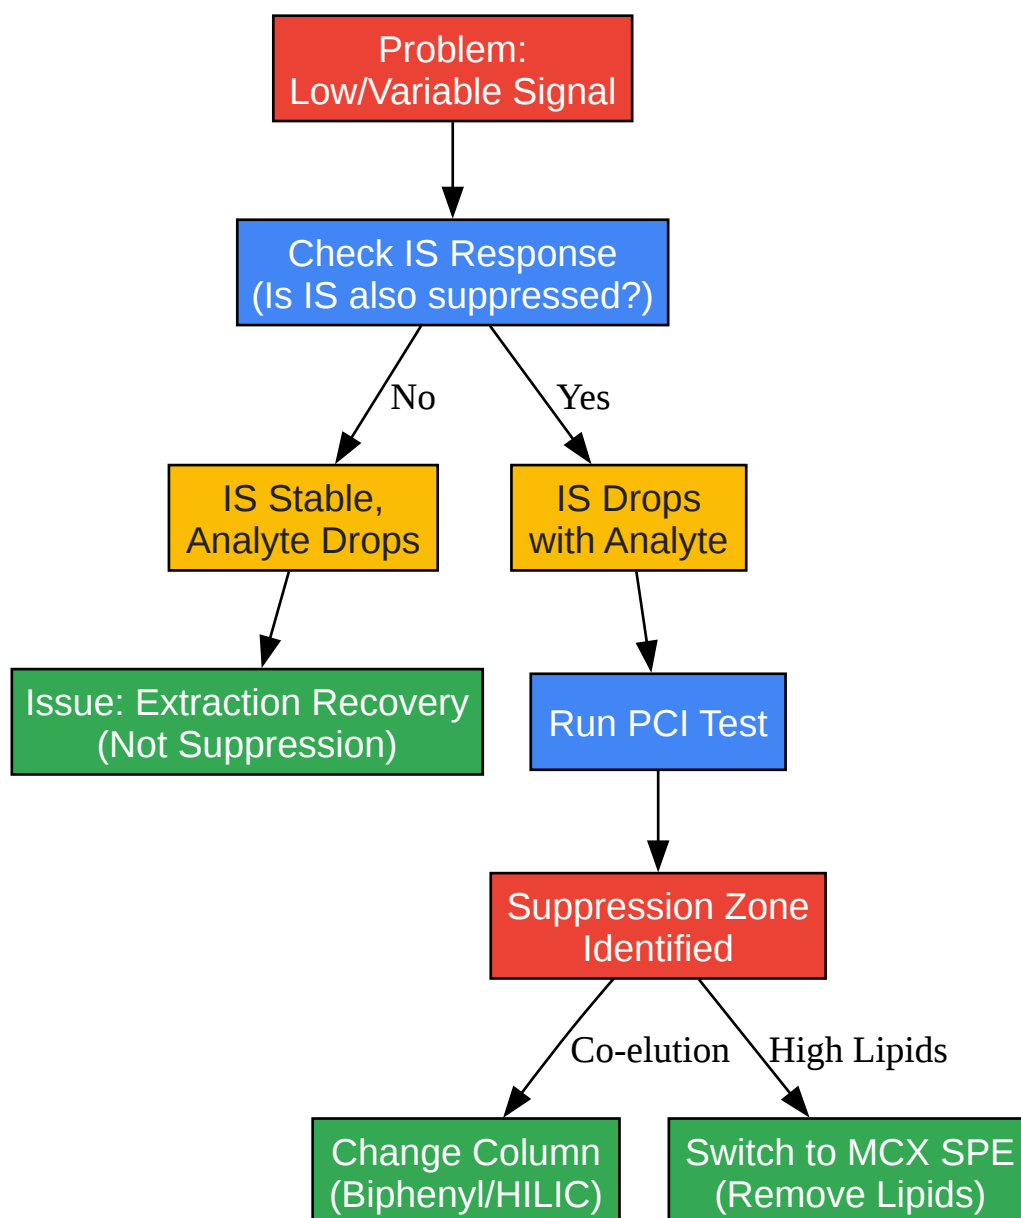 Problem:
Low/Variable Signal
Check IS Response
(Is IS also suppressed?)
No
Yes
IS Stable,
Analyte Drops
IS Drops
with Analyte
Issue: Extraction Recovery
(Not Suppression)
Run PCI Test
Suppression Zone
Identified
Co-elution
High Lipids
Change Column
(Biphenyl/HILIC)
Switch to MCX SPE
(Remove Lipids)